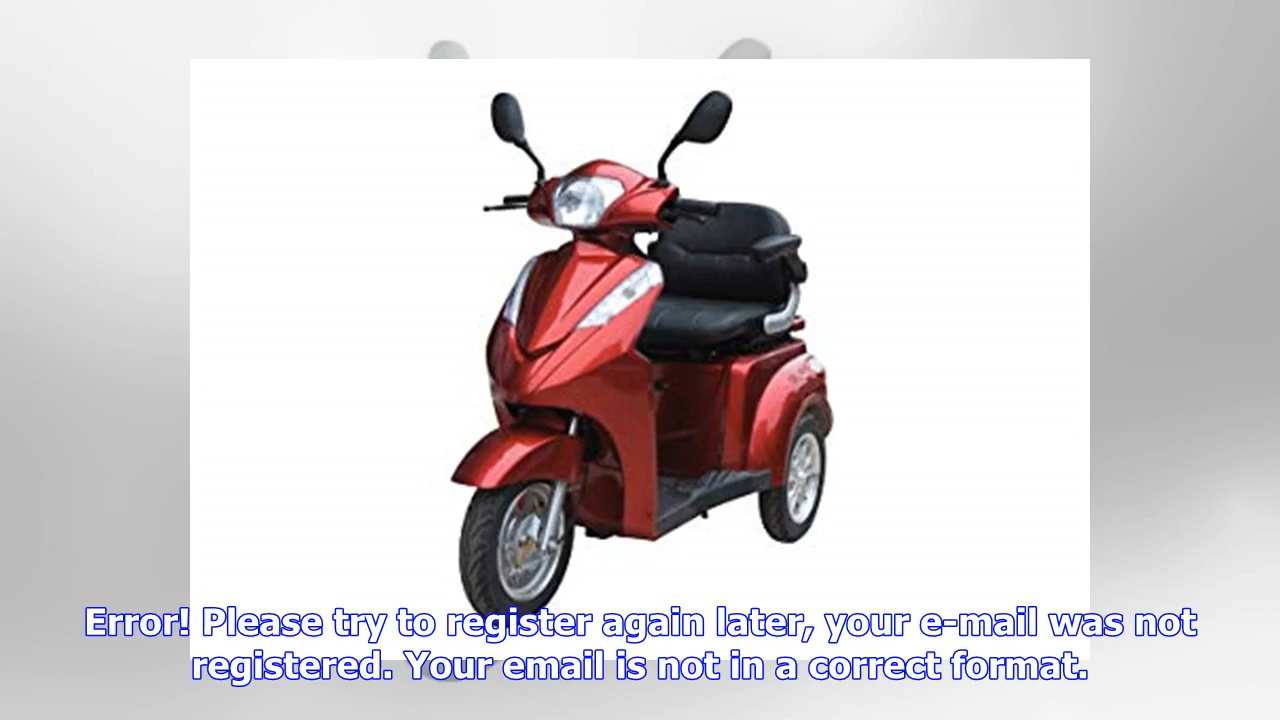 Error! Please try to register again later, your e-mail was not
registered. Your email is not in a correct format.